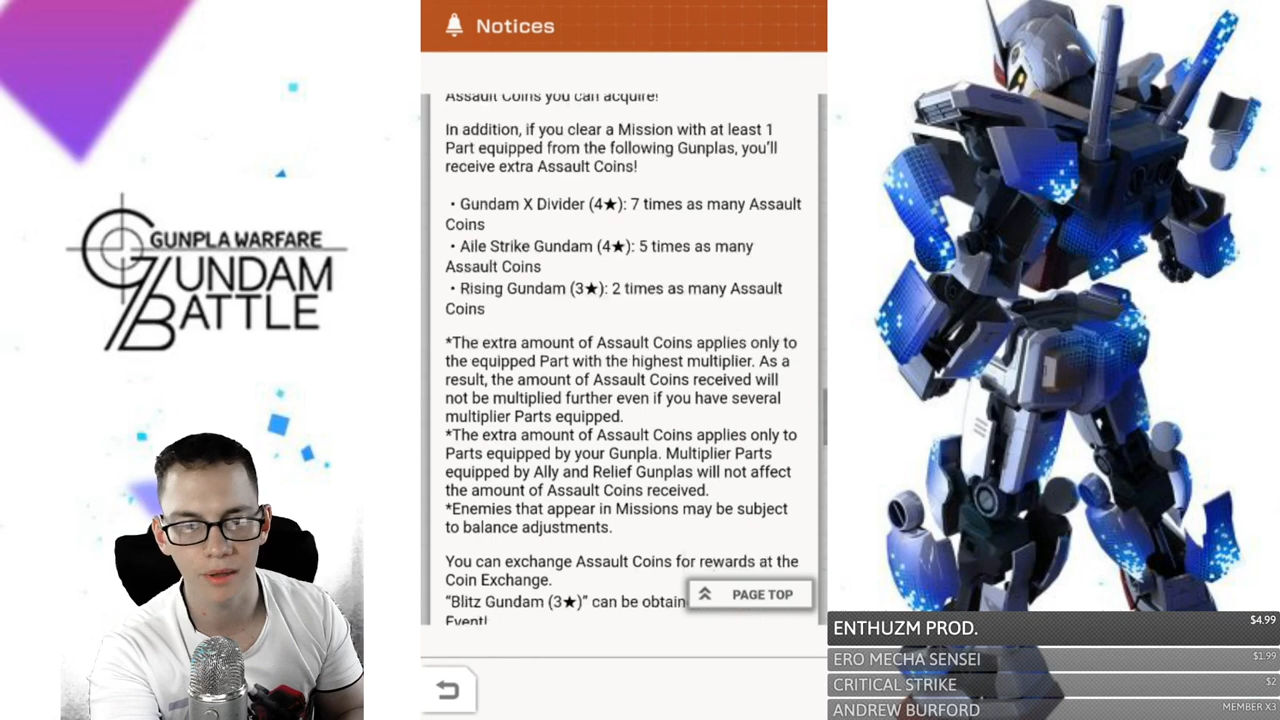 Notices
Assault Coins you can acquire!
In addition, if you clear a Mission with at least 1
Part equipped from the following Gunplas, you'll
receive extra Assault Coins!
・Gundam X Divider (4★): 7 times as many Assault
Coins
・Aile Strike Gundam (4★): 5 times as many
Assault Coins
・Rising Gundam (3★): 2 times as many Assault
Coins
*The extra amount of Assault Coins applies only to
the equipped Part with the highest multiplier. As a
result, the amount of Assault Coins received will
not be multiplied further even if you have several
multiplier Parts equipped.
*The extra amount of Assault Coins applies only to
Parts equipped by your Gunpla. Multiplier Parts
equipped by Ally and Relief Gunplas will not affect
the amount of Assault Coins received.
*Enemies that appear in Missions may be subject
to balance adjustments.
You can exchange Assault Coins for rewards at the
Coin Exchange.
"Blitz Gundam (3★)" can be obtain
Event!
PAGE TOP
GUNPLA WARFARE
GUNDAM
BATTLE
ENTHUZM PROD. $4.99
ERO MECHA SENSEI $1.99
CRITICAL STRIKE $2
ANDREW BURFORD MEMBER X3